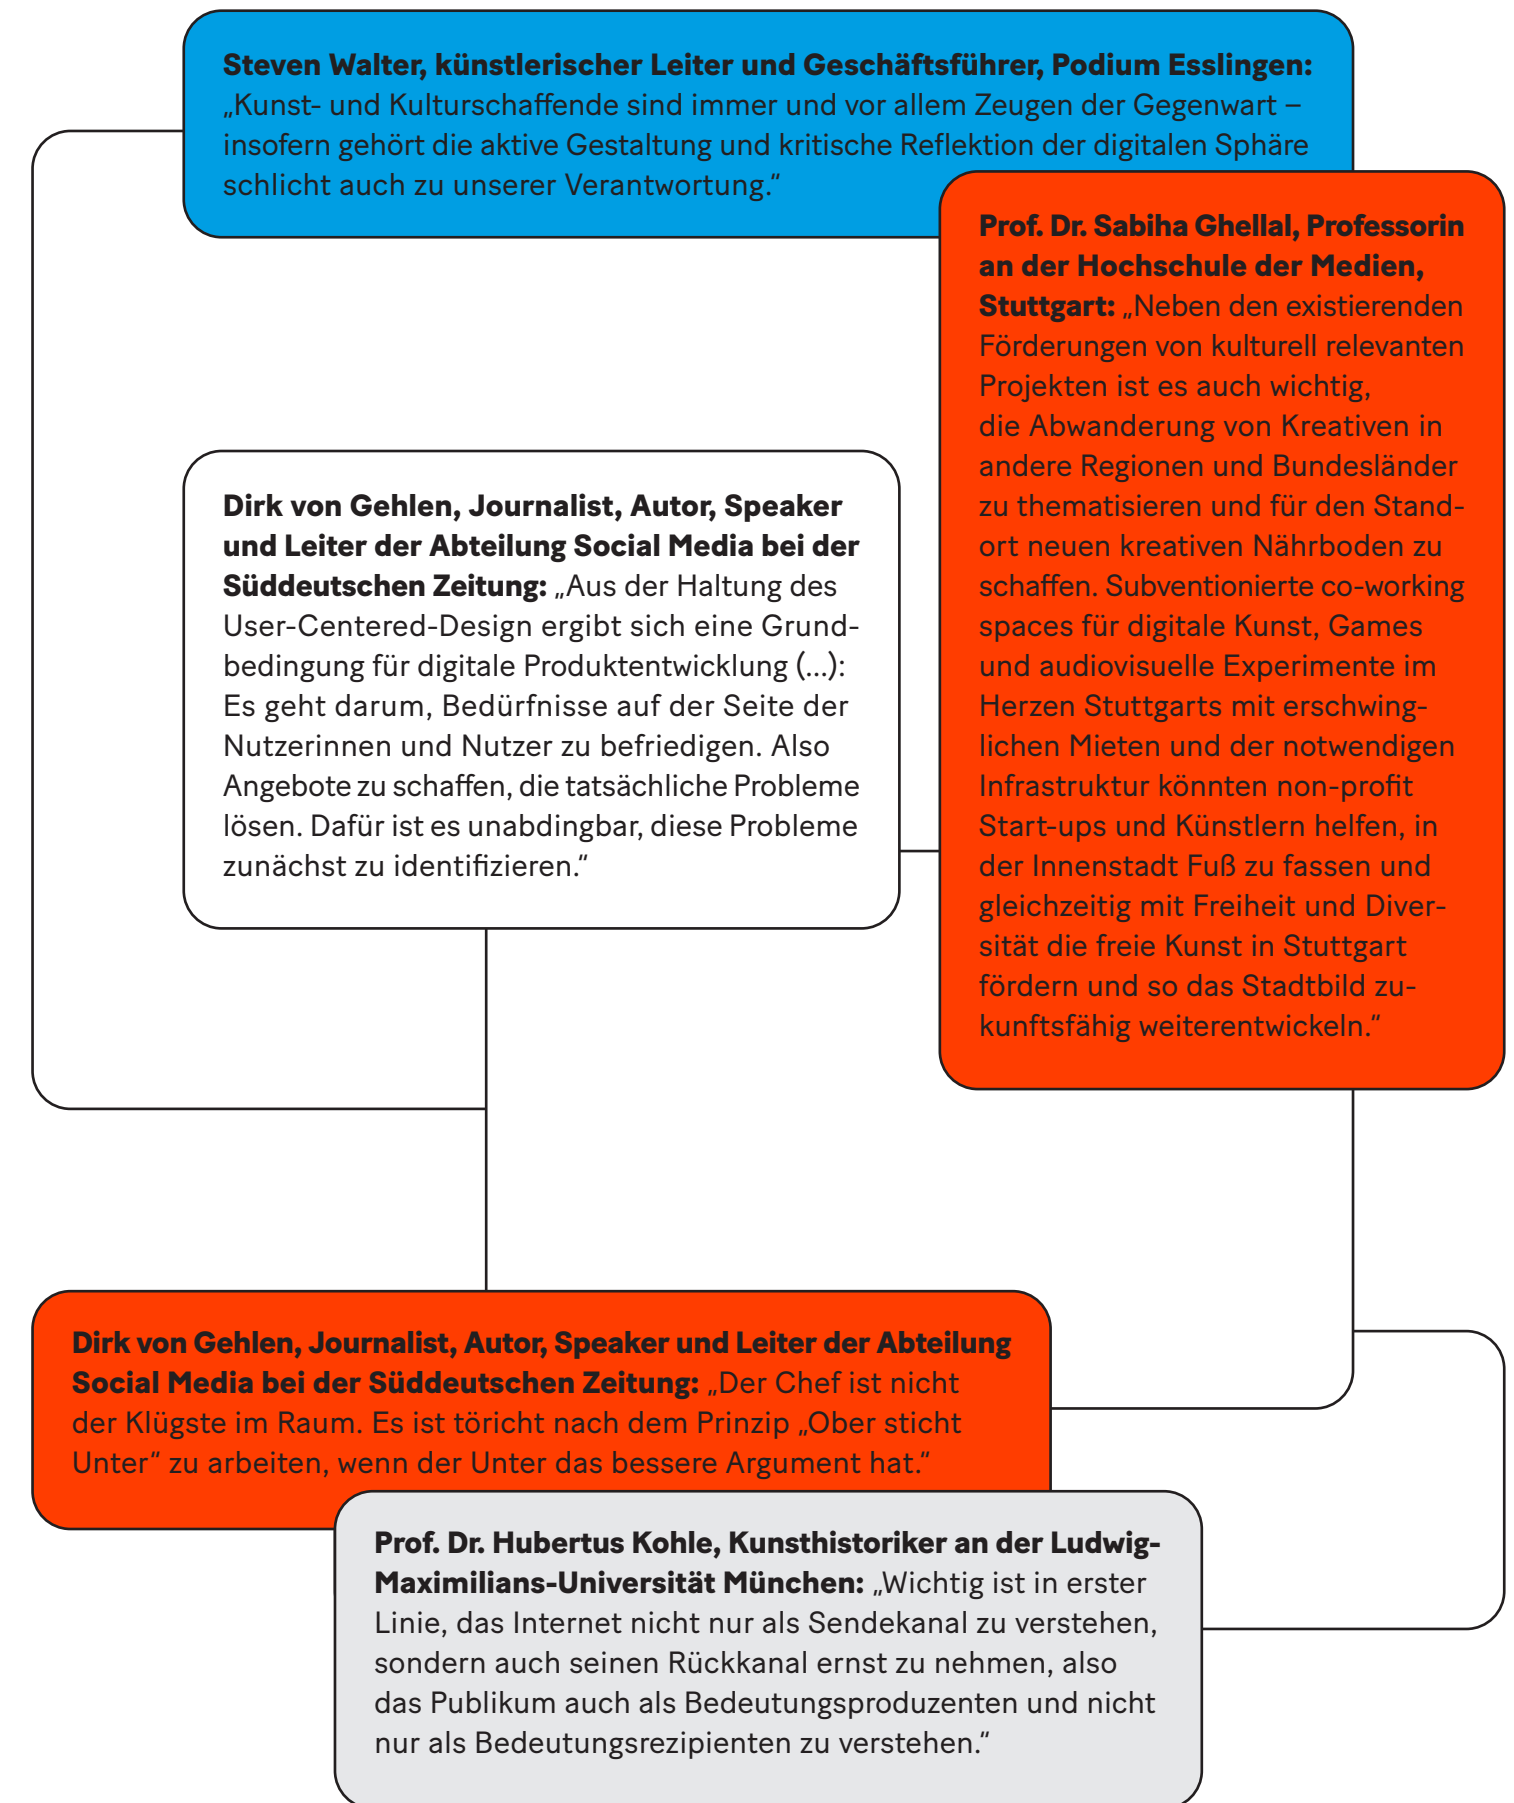 Steven Walter, künstlerischer Leiter und Geschäftsführer, Podium Esslingen:
„Kunst- und Kulturschaffende sind immer und vor allem Zeugen der Gegenwart –
insofern gehört die aktive Gestaltung und kritische Reflektion der digitalen Sphäre
schlicht auch zu unserer Verantwortung.“
Prof. Dr. Sabiha Ghellal, Professorin
an der Hochschule der Medien,
Stuttgart: „Neben den existierenden
Förderungen von kulturell relevanten
Projekten ist es auch wichtig,
die Abwanderung von Kreativen in
andere Regionen und Bundesländer
zu thematisieren und für den Stand-
ort neuen kreativen Nährboden zu
schaffen. Subventionierte co-working
spaces für digitale Kunst, Games
und audiovisuelle Experimente im
Herzen Stuttgarts mit erschwing-
lichen Mieten und der notwendigen
Infrastruktur könnten non-profit
Start-ups und Künstlern helfen, in
der Innenstadt Fuß zu fassen und
gleichzeitig mit Freiheit und Diver-
sität die freie Kunst in Stuttgart
fördern und so das Stadtbild zu-
kunftsfähig weiterentwickeln.“
Dirk von Gehlen, Journalist, Autor, Speaker
und Leiter der Abteilung Social Media bei der
Süddeutschen Zeitung: „Aus der Haltung des
User-Centered-Design ergibt sich eine Grund-
bedingung für digitale Produktentwicklung (...):
Es geht darum, Bedürfnisse auf der Seite der
Nutzerinnen und Nutzer zu befriedigen. Also
Angebote zu schaffen, die tatsächliche Probleme
lösen. Dafür ist es unabdingbar, diese Probleme
zunächst zu identifizieren.“
Dirk von Gehlen, Journalist, Autor, Speaker und Leiter der Abteilung
Social Media bei der Süddeutschen Zeitung: „Der Chef ist nicht
der Klügste im Raum. Es ist töricht nach dem Prinzip „Ober sticht
Unter“ zu arbeiten, wenn der Unter das bessere Argument hat.“
Prof. Dr. Hubertus Kohle, Kunsthistoriker an der Ludwig-
Maximilians-Universität München: „Wichtig ist in erster
Linie, das Internet nicht nur als Sendekanal zu verstehen,
sondern auch seinen Rückkanal ernst zu nehmen, also
das Publikum auch als Bedeutungsproduzenten und nicht
nur als Bedeutungsrezipienten zu verstehen.“